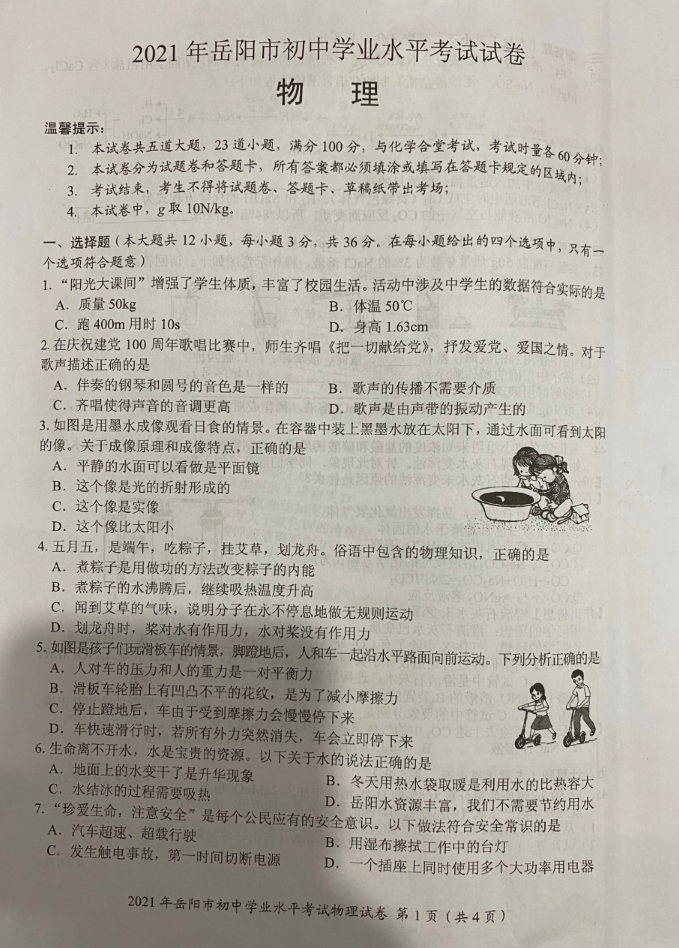 2021 年岳阳市初中学业水平考试试卷
物 理
温馨提示：
1. 本试卷共五道大题，23 道小题，满分 100 分，与化学合堂考试，考试时量各 60 分钟；
2. 本试卷分为试题卷和答题卡，所有答案都必须填涂或填写在答题卡规定的区域内；
3. 考试结束，考生不得将试题卷、答题卡、草稿纸带出考场；
4. 本试卷中，g 取 10N/kg。
一、选择题（本大题共 12 小题，每小题 3 分，共 36 分。在每小题给出的四个选项中，只有一
个选项符合题意）
1. “阳光大课间”增强了学生体质，丰富了校园生活。活动中涉及中学生的数据符合实际的是
A．质量 50kg B．体温 50℃
C．跑 400m 用时 10s D．身高 1.63cm
2. 在庆祝建党 100 周年歌唱比赛中，师生齐唱《把一切献给党》，抒发爱党、爱国之情。对于
歌声描述正确的是
A．伴奏的钢琴和圆号的音色是一样的 B．歌声的传播不需要介质
C．齐唱使得声音的音调更高 D．歌声是由声带的振动产生的
3. 如图是用墨水成像观看日食的情景。在容器中装上黑墨水放在太阳下，通过水面可看到太阳
的像。关于成像原理和成像特点，正确的是
A．平静的水面可以看做是平面镜
B．这个像是光的折射形成的
C．这个像是实像
D．这个像比太阳小
4. 五月五，是端午，吃粽子，挂艾草，划龙舟。俗语中包含的物理知识，正确的是
A．煮粽子是用做功的方法改变粽子的内能
B．煮粽子的水沸腾后，继续吸热温度升高
C．闻到艾草的气味，说明分子在永不停息地做无规则运动
D．划龙舟时，桨对水有作用力，水对桨没有作用力
5. 如图是孩子们玩滑板车的情景，脚蹬地后，人和车一起沿水平路面向前运动。下列分析正确的是
A．人对车的压力和人的重力是一对平衡力
B．滑板车轮胎上有凹凸不平的花纹，是为了减小摩擦力
C．停止蹬地后，车由于受到摩擦力会慢慢停下来
D．车快速滑行时，若所有外力突然消失，车会立即停下来
6. 生命离不开水，水是宝贵的资源。以下关于水的说法正确的是
A．地面上的水变干了是升华现象 B．冬天用热水袋取暖是利用水的比热容大
C．水结冰的过程需要吸热 D．岳阳水资源丰富，我们不需要节约用水
7. “珍爱生命，注意安全”是每个公民应有的安全意识。以下做法符合安全常识的是
A．汽车超速、超载行驶 B．用湿布擦拭工作中的台灯
C．发生触电事故，第一时间切断电源 D．一个插座上同时使用多个大功率用电器
2021 年岳阳市初中学业水平考试物理试卷 第 1 页（共 4 页）